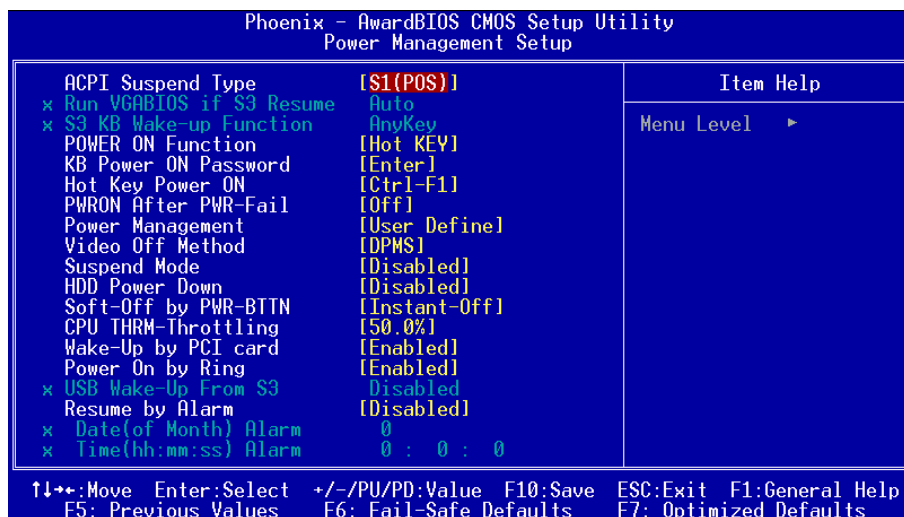 Phoenix - AwardBIOS CMOS Setup Utility
Power Management Setup
ACPI Suspend Type [S1(POS)]
x Run VGABIOS if S3 Resume Auto
x S3 KB Wake-up Function AnyKey
POWER ON Function [Hot KEY]
KB Power ON Password [Enter]
Hot Key Power ON [Ctrl-F1]
PWRON After PWR-Fail [Off]
Power Management [User Define]
Video Off Method [DPMS]
Suspend Mode [Disabled]
HDD Power Down [Disabled]
Soft-Off by PWR-BTTN [Instant-Off]
CPU THRM-Throttling [50.0%]
Wake-Up by PCI card [Enabled]
Power On by Ring [Enabled]
x USB Wake-Up From S3 Disabled
Resume by Alarm [Disabled]
x Date(of Month) Alarm 0
x Time(hh:mm:ss) Alarm 0 : 0 : 0
Item Help
Menu Level ►
↑↓→←:Move Enter:Select +/-/PU/PD:Value F10:Save ESC:Exit F1:General Help
F5: Previous Values F6: Fail-Safe Defaults F7: Optimized Defaults